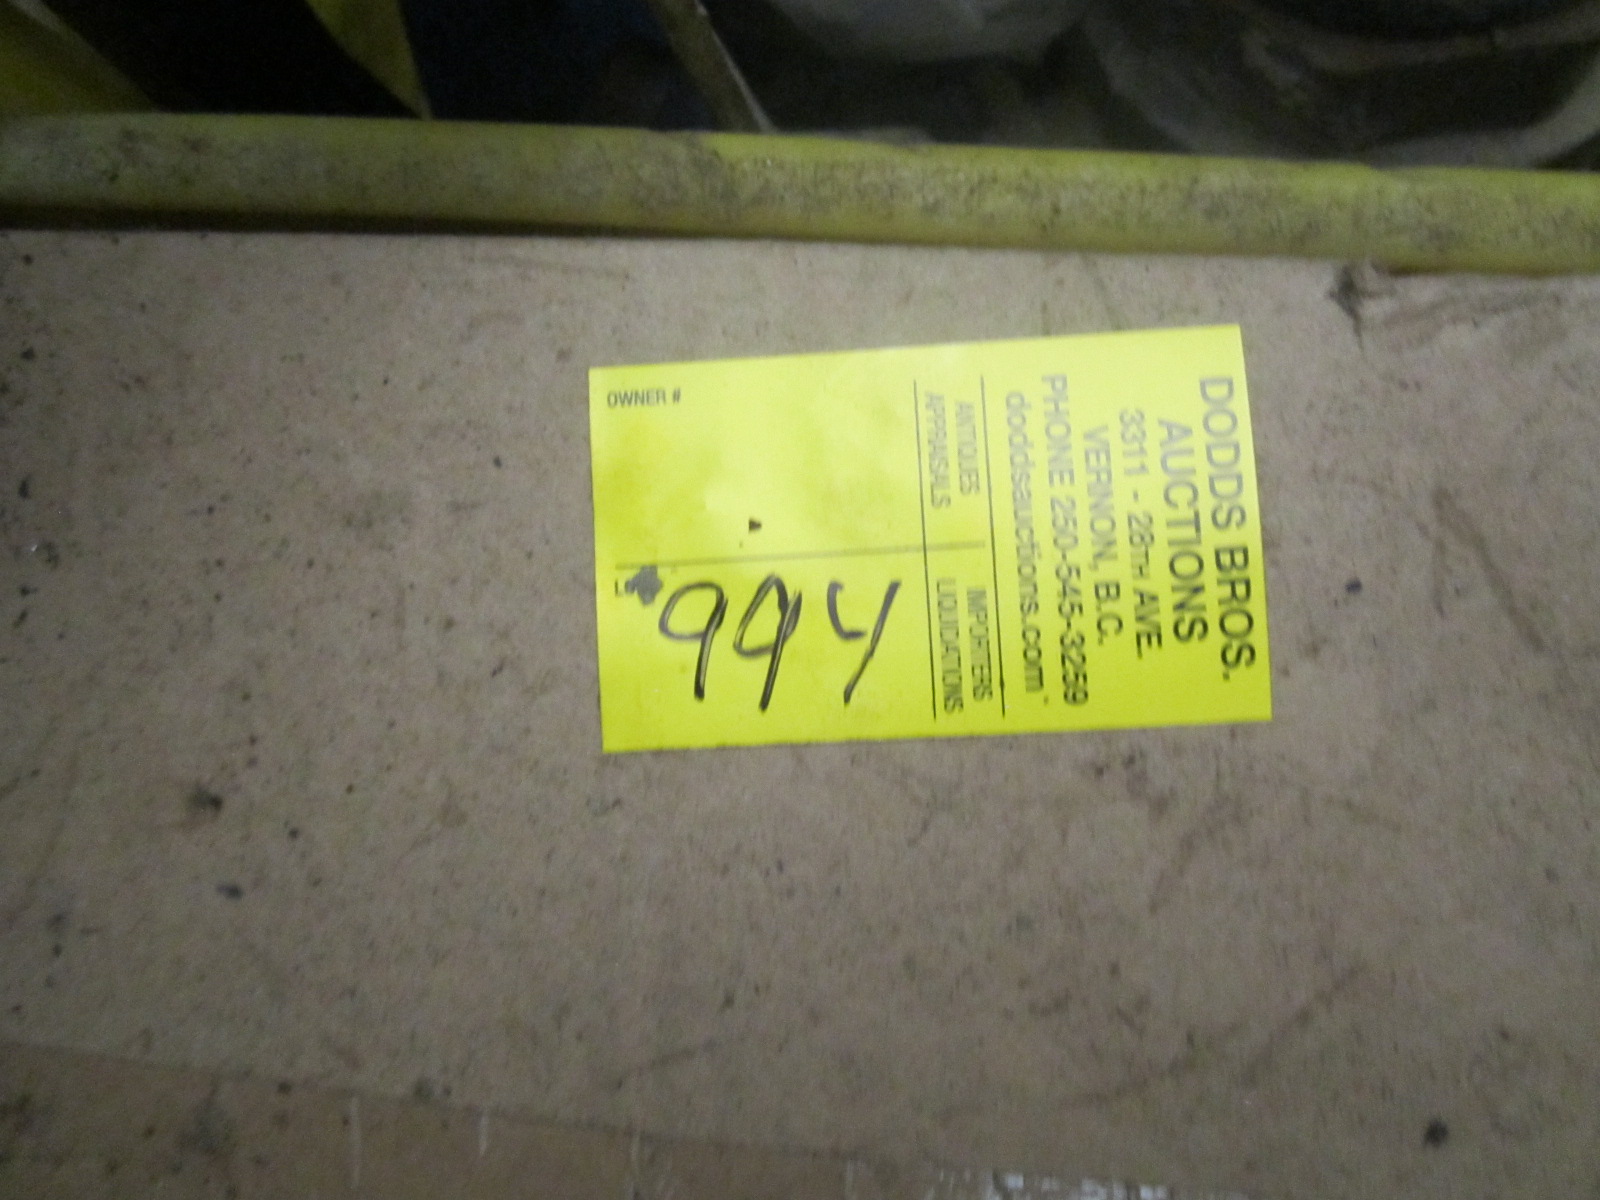 DODDS BROS.
AUCTIONS
3311 - 28TH AVE.
VERNON, B.C.
PHONE 250-545-3259
doddsauctions.com
ANTIQUES IMPORTERS
APPRAISALS LIQUIDATIONS
OWNER #
994